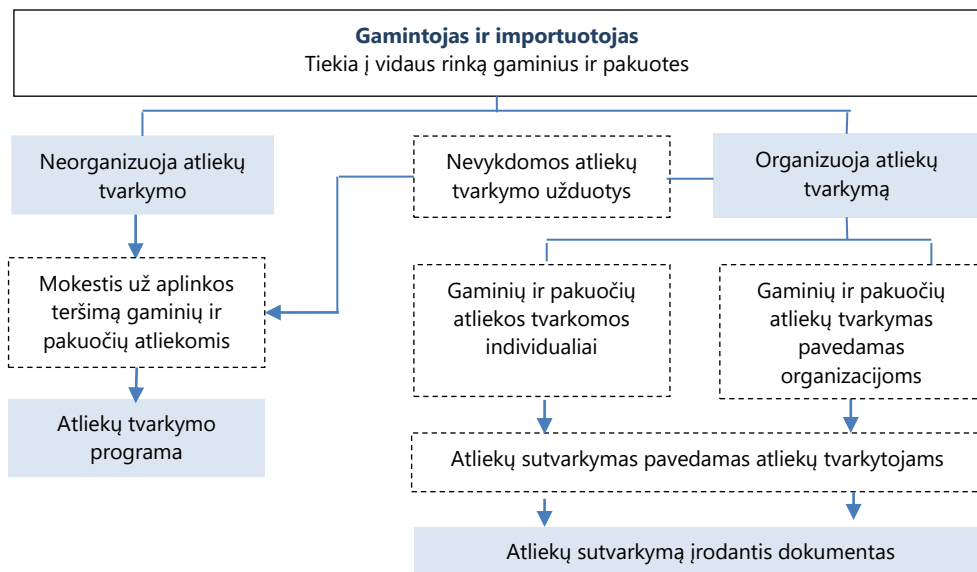 Gamintojas ir importuotojas
Tiekia į vidaus rinką gaminius ir pakuotes
Neorganizuoja atliekų
tvarkymo
Nevykdomos atliekų
tvarkymo užduotys
Organizuoja atliekų
tvarkymą
Mokestis už aplinkos
teršimą gaminių ir
pakuočių atliekomis
Gaminių ir pakuočių
atliekos tvarkomos
individualiai
Gaminių ir pakuočių
atliekų tvarkymas
pavedamas
organizacijoms
Atliekų tvarkymo
programa
Atliekų sutvarkymas pavedamas atliekų tvarkytojams
Atliekų sutvarkymą įrodantis dokumentas